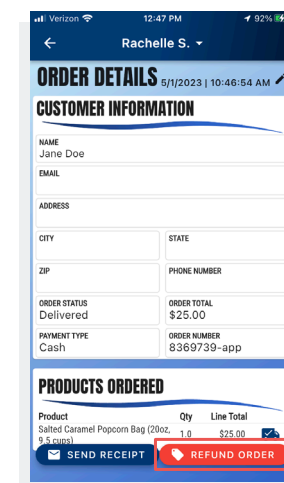 Verizon 12:47 PM 92%
Rachelle S.
ORDER DETAILS 5/1/2023 | 10:46:54 AM
CUSTOMER INFORMATION
NAME
Jane Doe
EMAIL
ADDRESS
CITY STATE
ZIP PHONE NUMBER
ORDER STATUS ORDER TOTAL
Delivered $25.00
PAYMENT TYPE ORDER NUMBER
Cash 8369739-app
PRODUCTS ORDERED
Product Qty Line Total
Salted Caramel Popcorn Bag (20oz, 1.0 $25.00
9.5 cups)
SEND RECEIPT REFUND ORDER